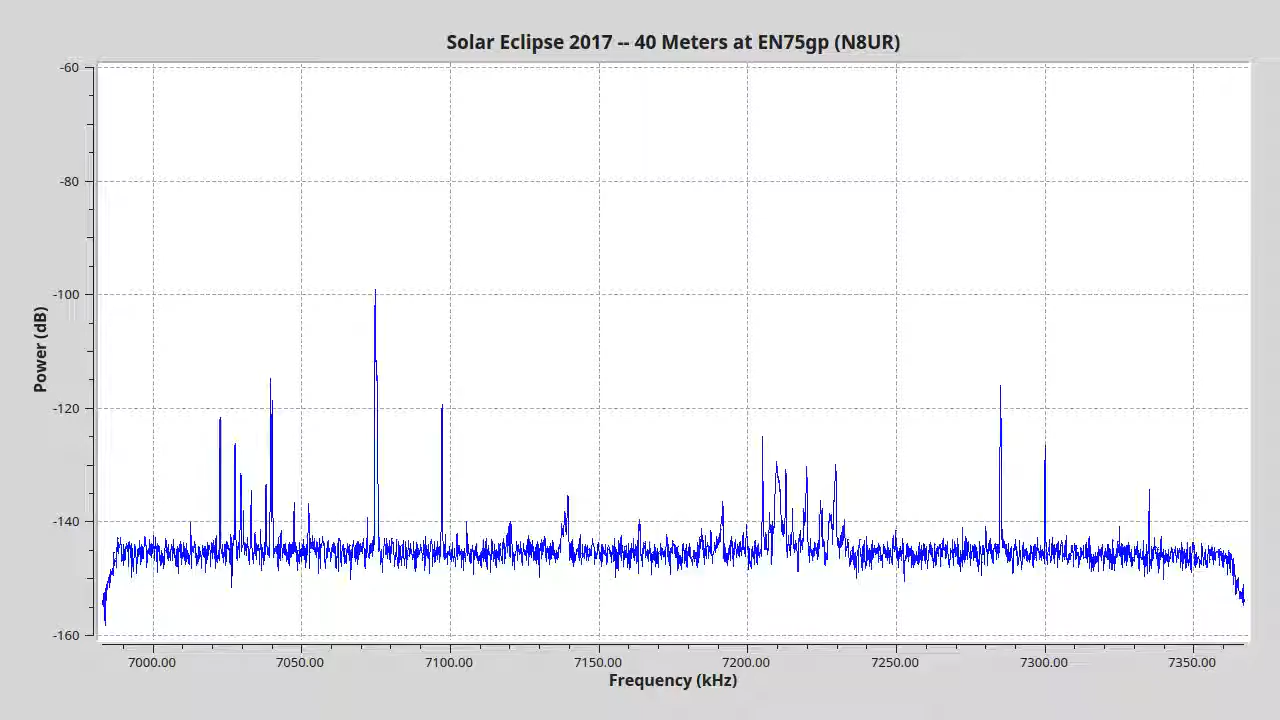 Solar Eclipse 2017 -- 40 Meters at EN75gp (N8UR)
-60
-80
-100
-120
-140
-160
Power (dB)
7000.00 7050.00 7100.00 7150.00 7200.00 7250.00 7300.00 7350.00
Frequency (kHz)